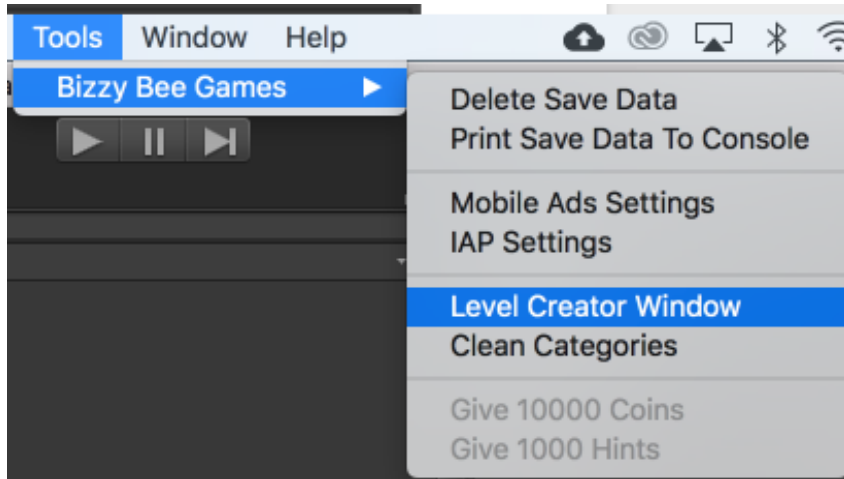 Tools Window Help
Bizzy Bee Games
Delete Save Data
Print Save Data To Console
Mobile Ads Settings
IAP Settings
Level Creator Window
Clean Categories
Give 10000 Coins
Give 1000 Hints